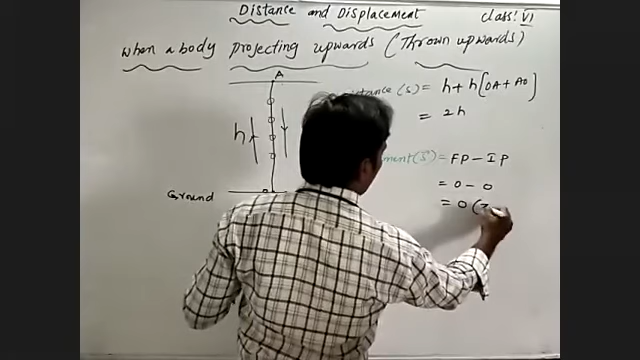 Distance and Displacement
class: VI
when a body projecting upwards (Thrown upwards)
A
(s) = h + h [OA + AO]
= 2h
h
(s) = FP - IP
= 0 - 0
= 0 (
Ground